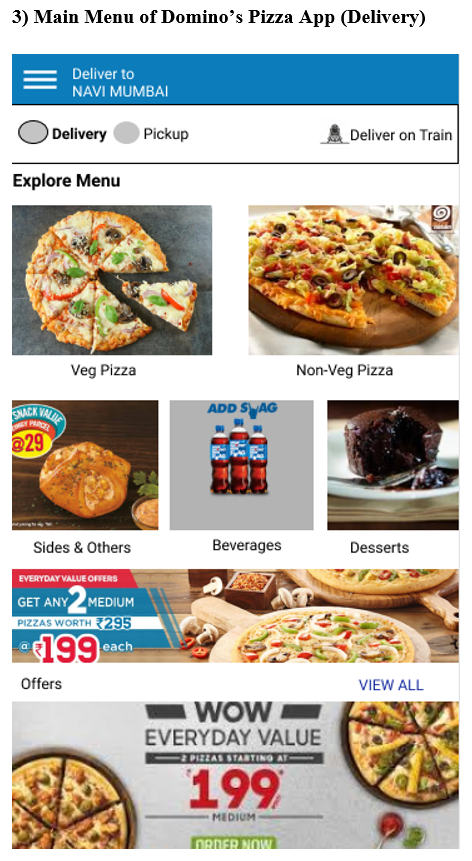 3) Main Menu of Domino’s Pizza App (Delivery)
Deliver to
NAVI MUMBAI
Delivery Pickup Deliver on Train
Explore Menu
Veg Pizza Non-Veg Pizza
SNACK VALUE
ZINGY PARCEL
@29
ADD SWAG
Sides & Others Beverages Desserts
EVERYDAY VALUE OFFERS
GET ANY 2 MEDIUM
PIZZAS WORTH ₹295
@ ₹199 each
Offers VIEW ALL
WOW
EVERYDAY VALUE
2 PIZZAS STARTING AT
₹199*
MEDIUM
ORDER NOW